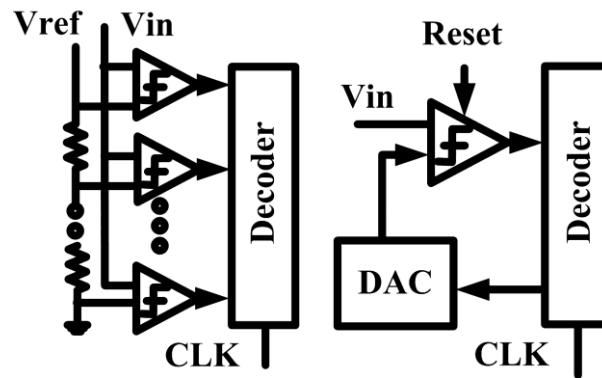 Vref
Vin
Decoder
CLK
Reset
Vin
DAC
Decoder
CLK